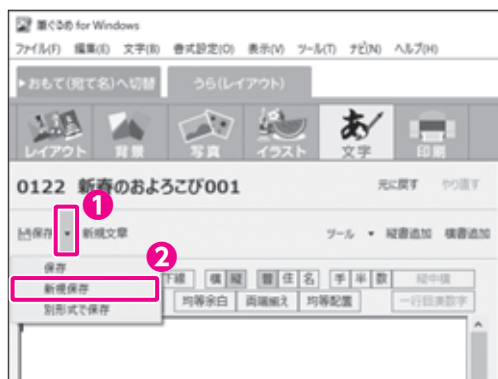 筆ぐるめ for Windows
ファイル(F) 編集(E) 文字(B) 書式設定(O) 表示(V) ツール(T) ナビ(N) ヘルプ(H)
▸おもて(宛て名)へ切替 うら(レイアウト)
レイアウト 背景 写真 イラスト 文字 印刷
0122 新春のおよろこび001 元に戻す やり直す
1
保存 ▾ 新規文章 ツール ▾ 縦書追加 横書追加
2
保存
下線 横 縦 住 名 手 半 数 縦中横
新規保存
均等余白 両端揃え 均等配置 一行目漢数字
別形式で保存